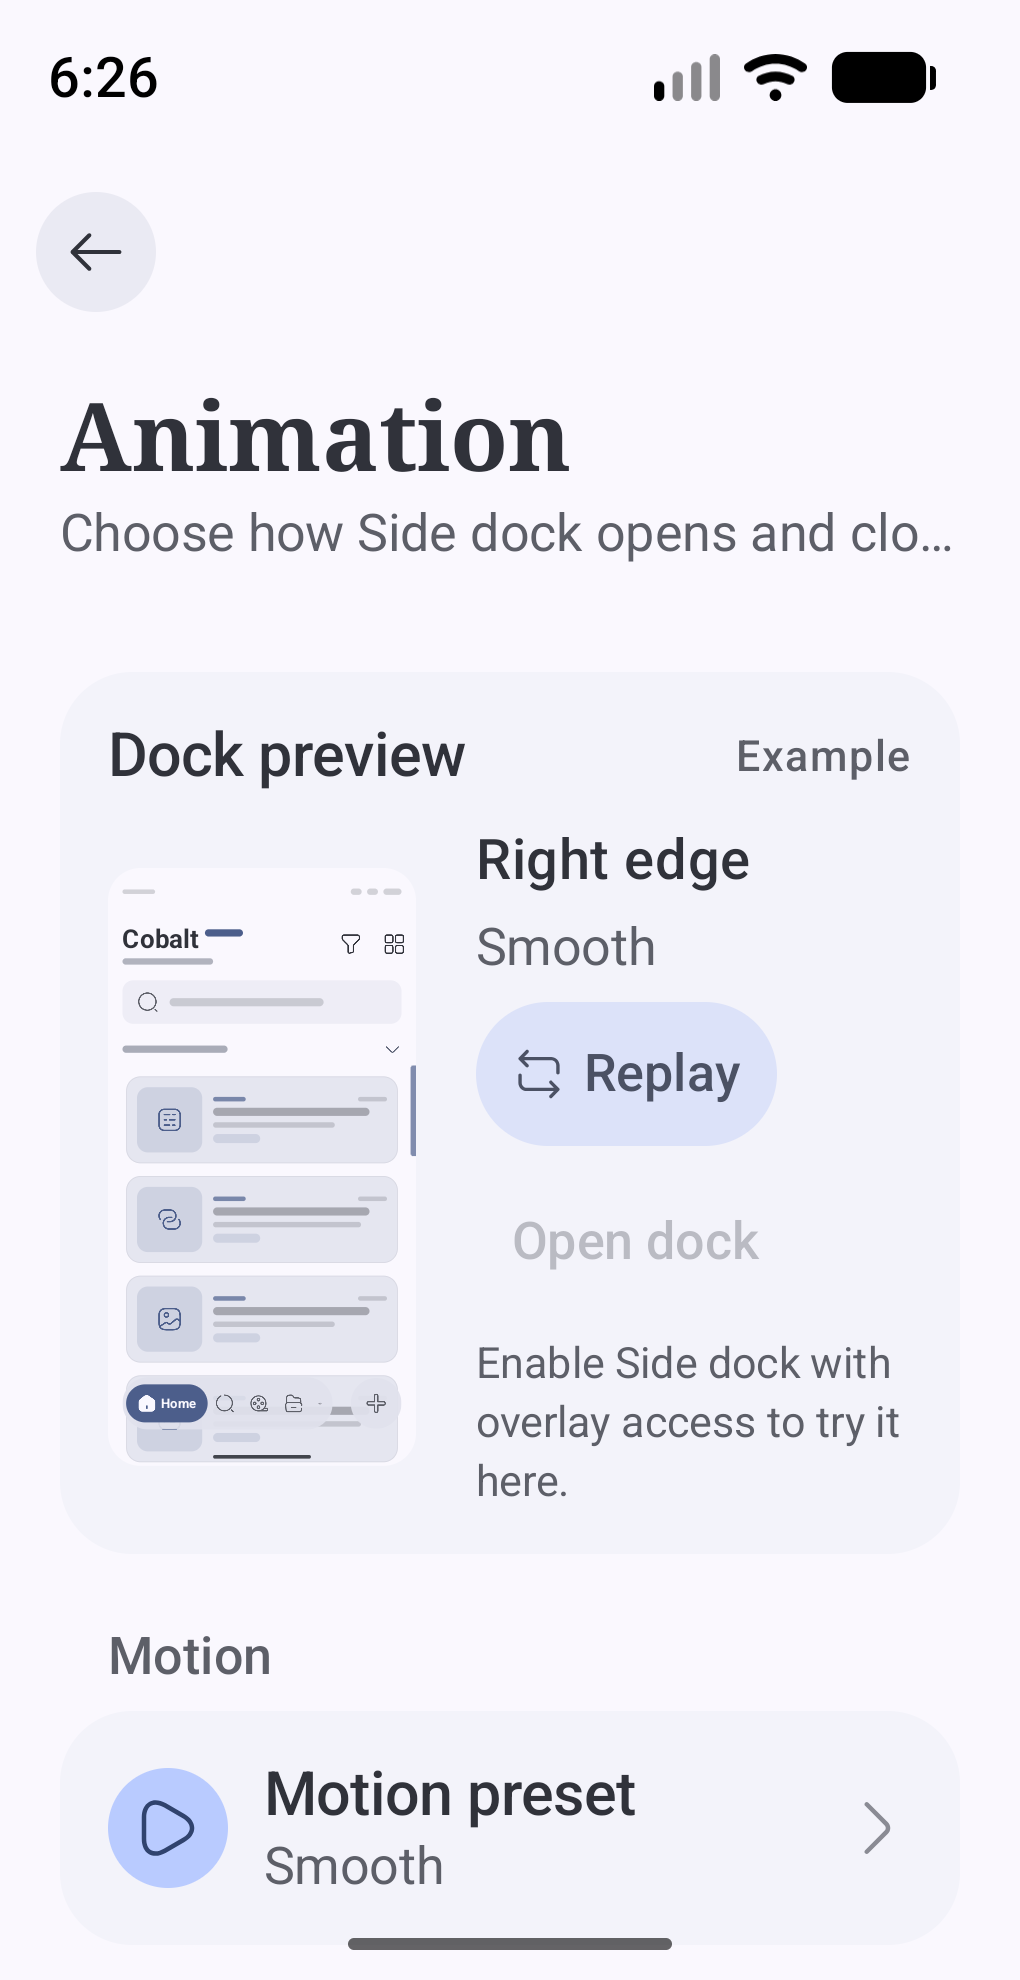 6:26
Animation
Choose how Side dock opens and clo...
Dock preview
Example
Cobalt
Home
Right edge
Smooth
Replay
Open dock
Enable Side dock with
overlay access to try it
here.
Motion
Motion preset
Smooth